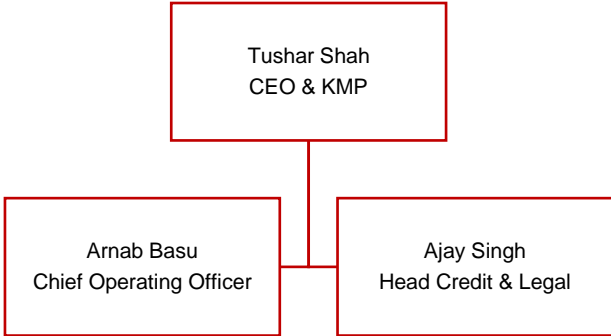 Tushar Shah
CEO & KMP
Arnab Basu
Chief Operating Officer
Ajay Singh
Head Credit & Legal